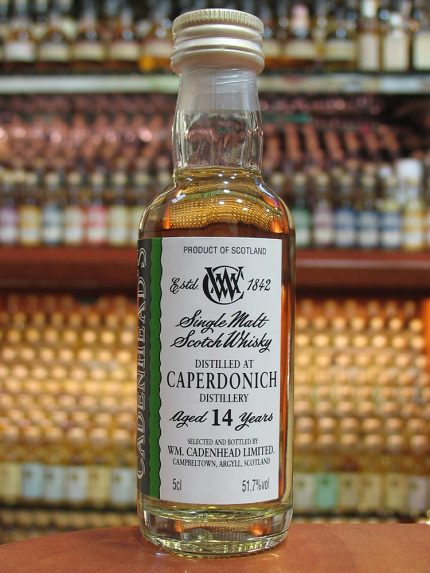 PRODUCT OF SCOTLAND
Estd. WMC 1842
Single Malt
Scotch Whisky
DISTILLED AT
CAPERDONICH
DISTILLERY
Aged 14 Years
SELECTED AND BOTTLED BY
WM. CADENHEAD LIMITED.
CAMPBELTOWN, ARGYLL, SCOTLAND
5cl 51.7%vol
CADENHEAD'S